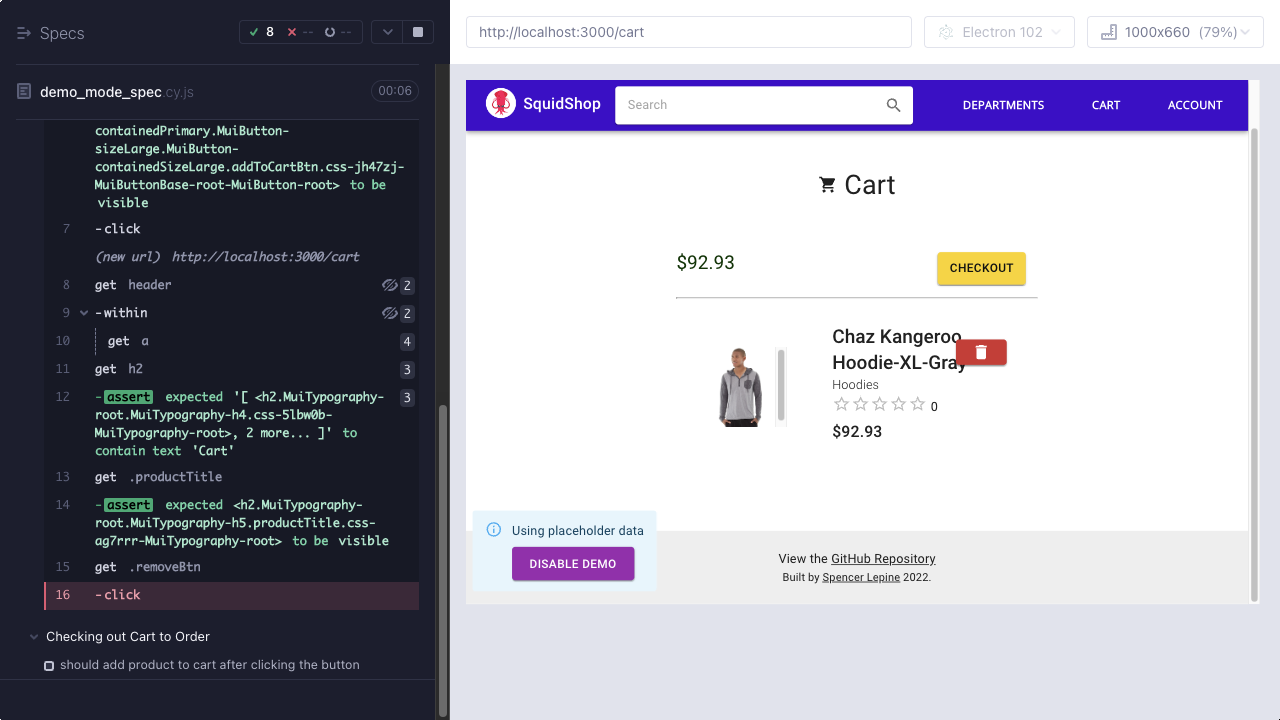 Specs
8
--
--
demo_mode_spec.cy.js
00:06
containedPrimary.MuiButton-
sizeLarge.MuiButton-
containedSizeLarge.addToCartBtn.css-jh47zj-
MuiButtonBase-root-MuiButton-root> to be
visible
7 -click
(new url) http://localhost:3000/cart
8 get header 2
9 -within 2
10 get a 4
11 get h2 3
12 -assert expected '[ <h2.MuiTypography- 3
root.MuiTypography-h4.css-5lbw0b-
MuiTypography-root>, 2 more... ]' to
contain text 'Cart'
13 get .productTitle
14 -assert expected <h2.MuiTypography-
root.MuiTypography-h5.productTitle.css-
ag7rrr-MuiTypography-root> to be visible
15 get .removeBtn
16 -click
Checking out Cart to Order
should add product to cart after clicking the button
http://localhost:3000/cart
Electron 102
1000x660 (79%)
SquidShop
Search
DEPARTMENTS
CART
ACCOUNT
Cart
$92.93
CHECKOUT
Chaz Kangeroo
Hoodie-XL-Gray
Hoodies
0
$92.93
Using placeholder data
DISABLE DEMO
View the GitHub Repository
Built by Spencer Lepine 2022.